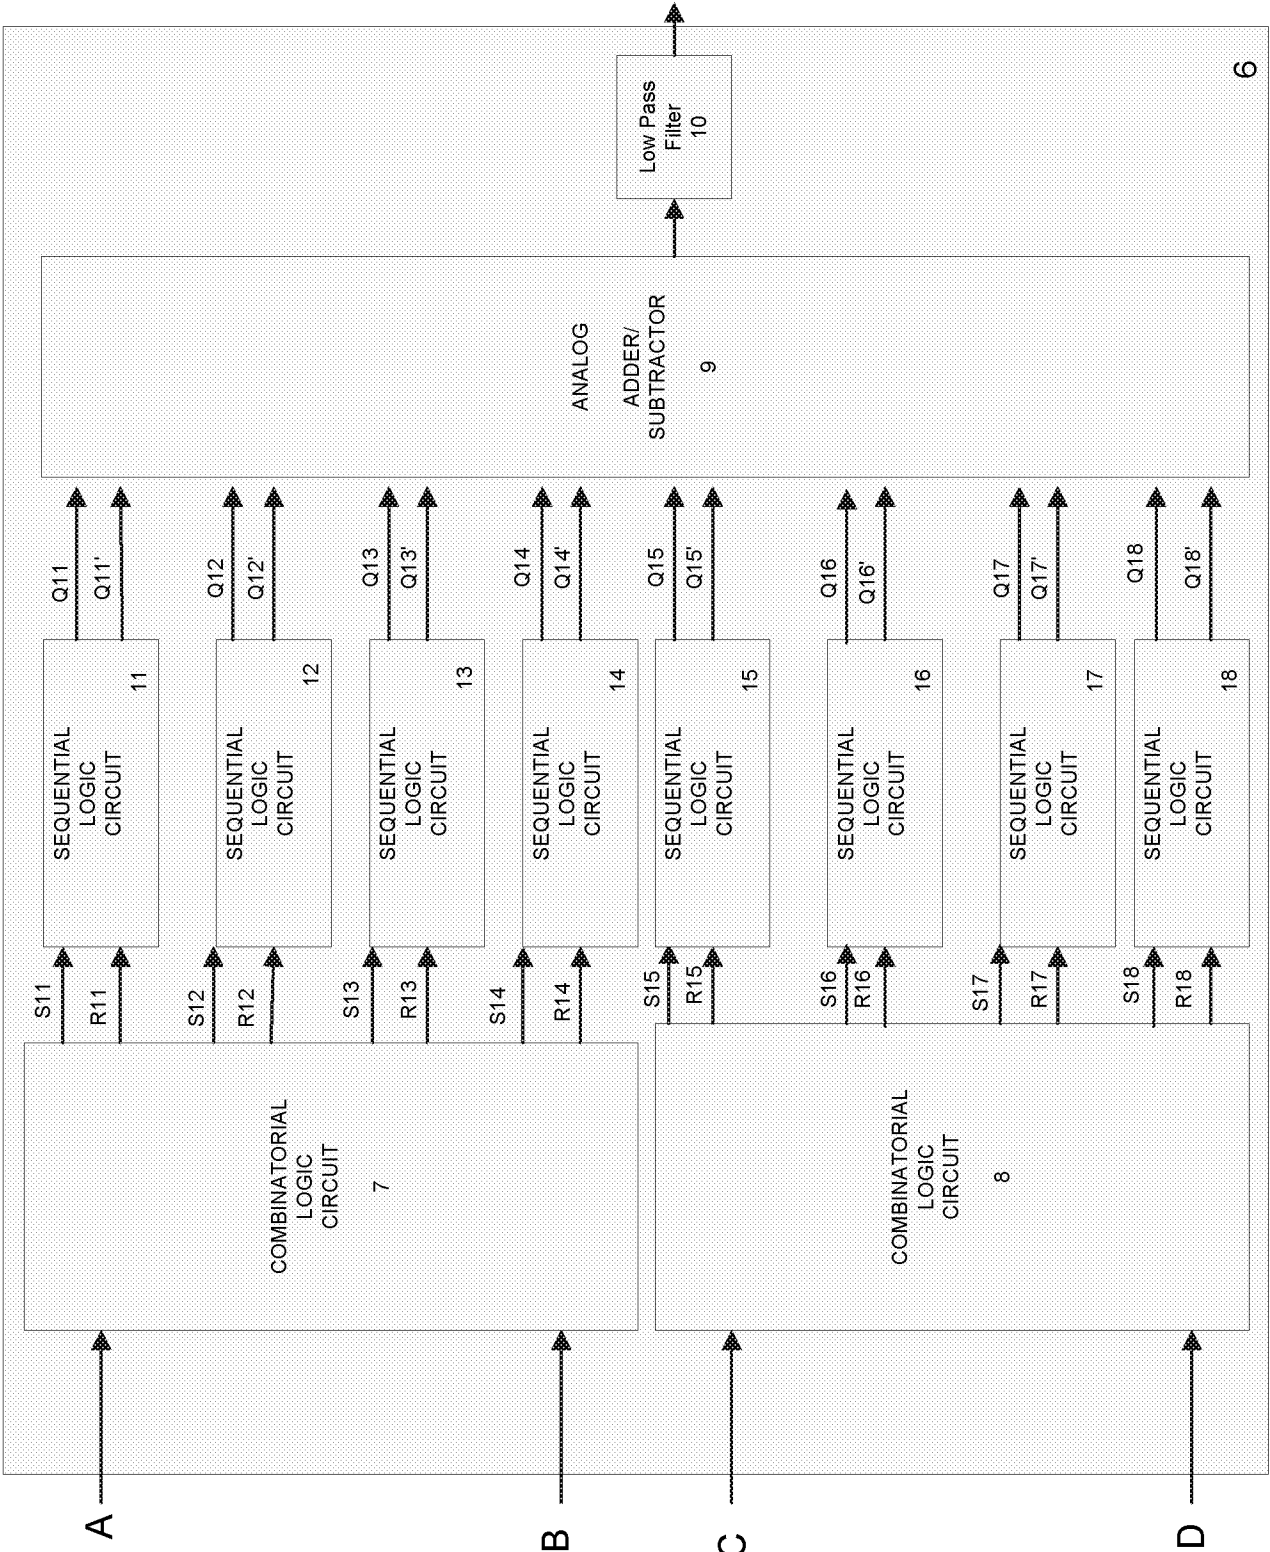 A
B
C
D
COMBINATORIAL
LOGIC
CIRCUIT
7
COMBINATORIAL
LOGIC
CIRCUIT
8
S11
R11
S12
R12
S13
R13
S14
R14
S15
R15
S16
R16
S17
R17
S18
R18
SEQUENTIAL
LOGIC
CIRCUIT
11
SEQUENTIAL
LOGIC
CIRCUIT
12
SEQUENTIAL
LOGIC
CIRCUIT
13
SEQUENTIAL
LOGIC
CIRCUIT
14
SEQUENTIAL
LOGIC
CIRCUIT
15
SEQUENTIAL
LOGIC
CIRCUIT
16
SEQUENTIAL
LOGIC
CIRCUIT
17
SEQUENTIAL
LOGIC
CIRCUIT
18
Q11
Q11'
Q12
Q12'
Q13
Q13'
Q14
Q14'
Q15
Q15'
Q16
Q16'
Q17
Q17'
Q18
Q18'
ANALOG
ADDER/
SUBTRACTOR
9
Low Pass
Filter
10
6